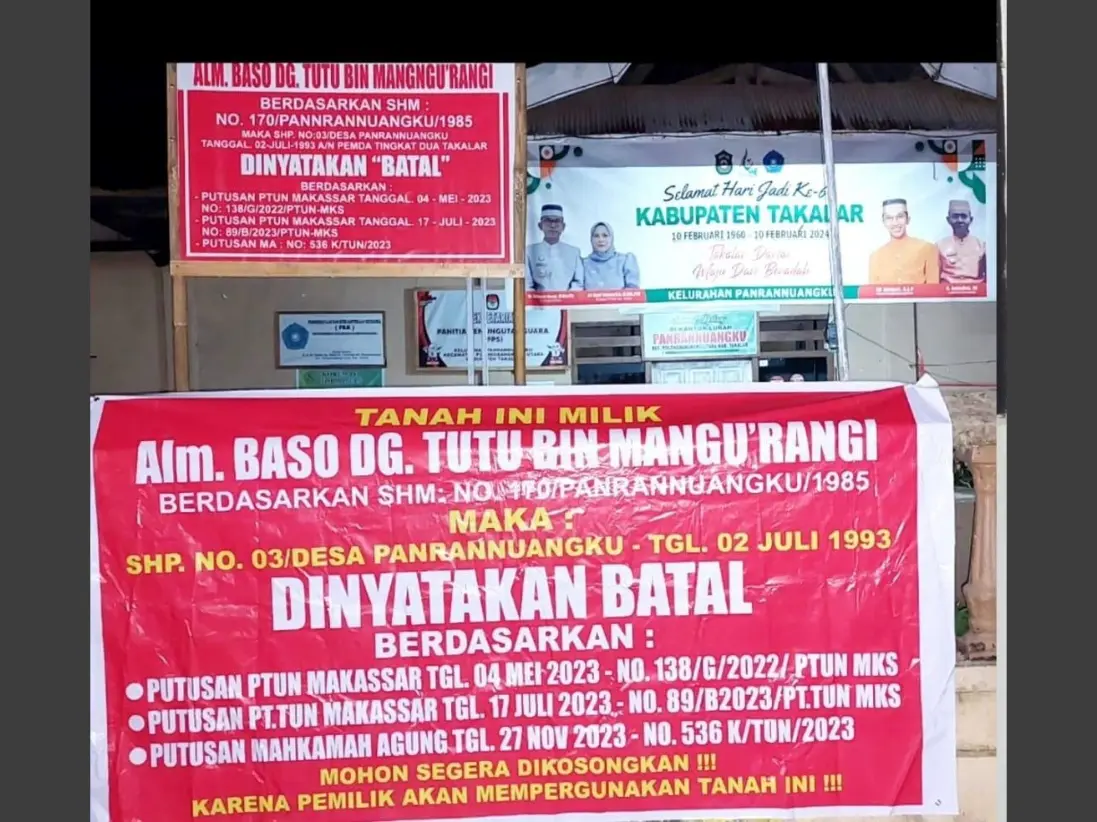 ALM. BASO DG. TUTU BIN MANGNGU'RANGI
BERDASARKAN SHM :
NO. 170/PANNRANNUANGKU/1985
MAKA SHP. NO:03/DESA PANRANNUANGKU
TANGGAL. 02-JULI-1993 A/N PEMDA TINGKAT DUA TAKALAR
DINYATAKAN "BATAL"
BERDASARKAN :
- PUTUSAN PTUN MAKASSAR TANGGAL. 04 - MEI - 2023
NO: 138/G/2022/PTUN-MKS
- PUTUSAN PTUN MAKASSAR TANGGAL. 17 - JULI - 2023
NO: 89/B/2023/PTUN-MKS
- PUTUSAN MA : NO: 536 K/TUN/2023
Selamat Hari Jadi Ke-6
KABUPATEN TAKALAR
10 FEBRUARI 1960 - 10 FEBRUARI 2024
KELURAHAN PANRANNUANGKU
PANRANNUANGKU
TANAH INI MILIK
Alm. BASO DG. TUTU BIN MANGU'RANGI
BERDASARKAN SHM: NO. 170/PANRANNUANGKU/1985
MAKA :
SHP. NO. 03/DESA PANRANNUANGKU - TGL. 02 JULI 1993
DINYATAKAN BATAL
BERDASARKAN :
● PUTUSAN PTUN MAKASSAR TGL. 04 MEI 2023 - NO. 138/G/2022/ PTUN MKS
● PUTUSAN PT.TUN MAKASSAR TGL. 17 JULI 2023 - NO. 89/B2023/PT.TUN MKS
● PUTUSAN MAHKAMAH AGUNG TGL. 27 NOV 2023 - NO. 536 K/TUN/2023
MOHON SEGERA DIKOSONGKAN !!!
KARENA PEMILIK AKAN MEMPERGUNAKAN TANAH INI !!!